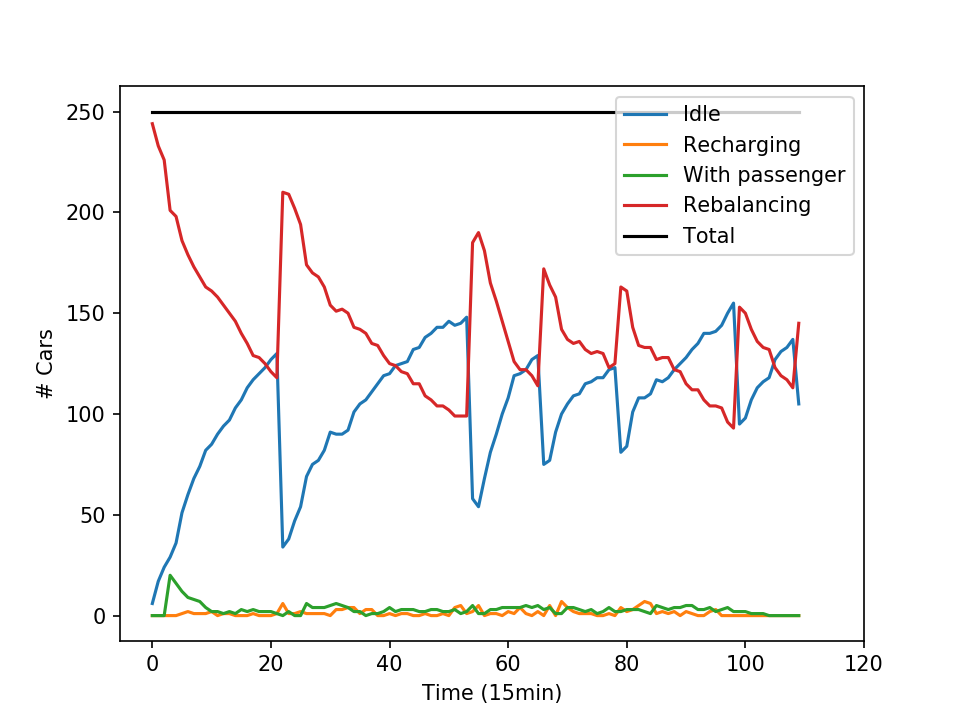 250
200
150
100
50
0
# Cars
Idle
Recharging
With passenger
Rebalancing
Total
0 20 40 60 80 100 120
Time (15min)